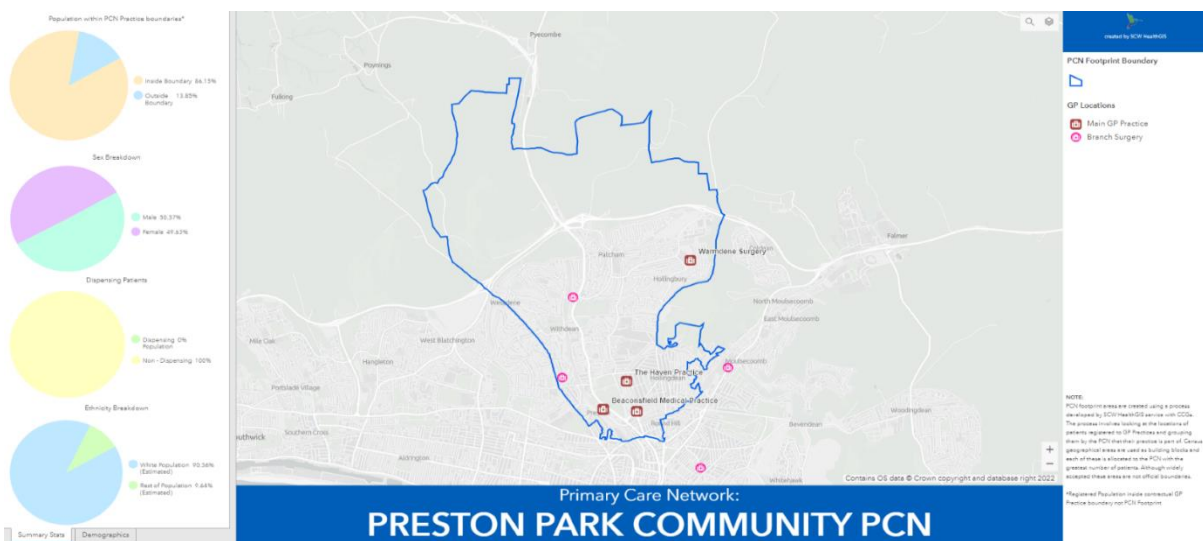 Population within PCN Practice boundaries*
Inside Boundary 86.15%
Outside 13.85%
Boundary
Sex Breakdown
Male 50.37%
Female 49.63%
Dispensing Patients
Dispensing 0%
Population
Non - Dispensing 100%
Ethnicity Breakdown
White Population 90.36%
(Estimated)
Rest of Population 9.64%
(Estimated)
Summary Stats
Demographics
Pyecombe
Poynings
Fulking
Falmer
Patcham
Warmdene Surgery
Hollingbury
Westdene
North Moulsecoomb
East Moulsecoomb
Withdean
Mile Oak
West Blatchington
Hangleton
Moulsecoomb
The Haven Practice
Hollingdean
Portslade Village
Beaconsfield Medical Practice
Woodingdean
Round Hill
Bevendean
Southern Cross
Aldrington
Whitehawk
Contains OS data © Crown copyright and database right 2022
Primary Care Network:
PRESTON PARK COMMUNITY PCN
created by SCW HealthGIS
PCN Footprint Boundary
GP Locations
Main GP Practice
Branch Surgery
NOTE:
PCN footprint areas are created using a process
developed by SCW HealthGIS service with CCGs.
The process involves looking at the locations of
patients registered to GP Practices and grouping
them by the PCN that their practice is part of. Census
geographical areas are used as building blocks and
each of these is allocated to the PCN with the
greatest number of patients. Although widely
accepted these areas are not official boundaries.
*Registered Population inside contractual GP
Practice boundary not PCN Footprint